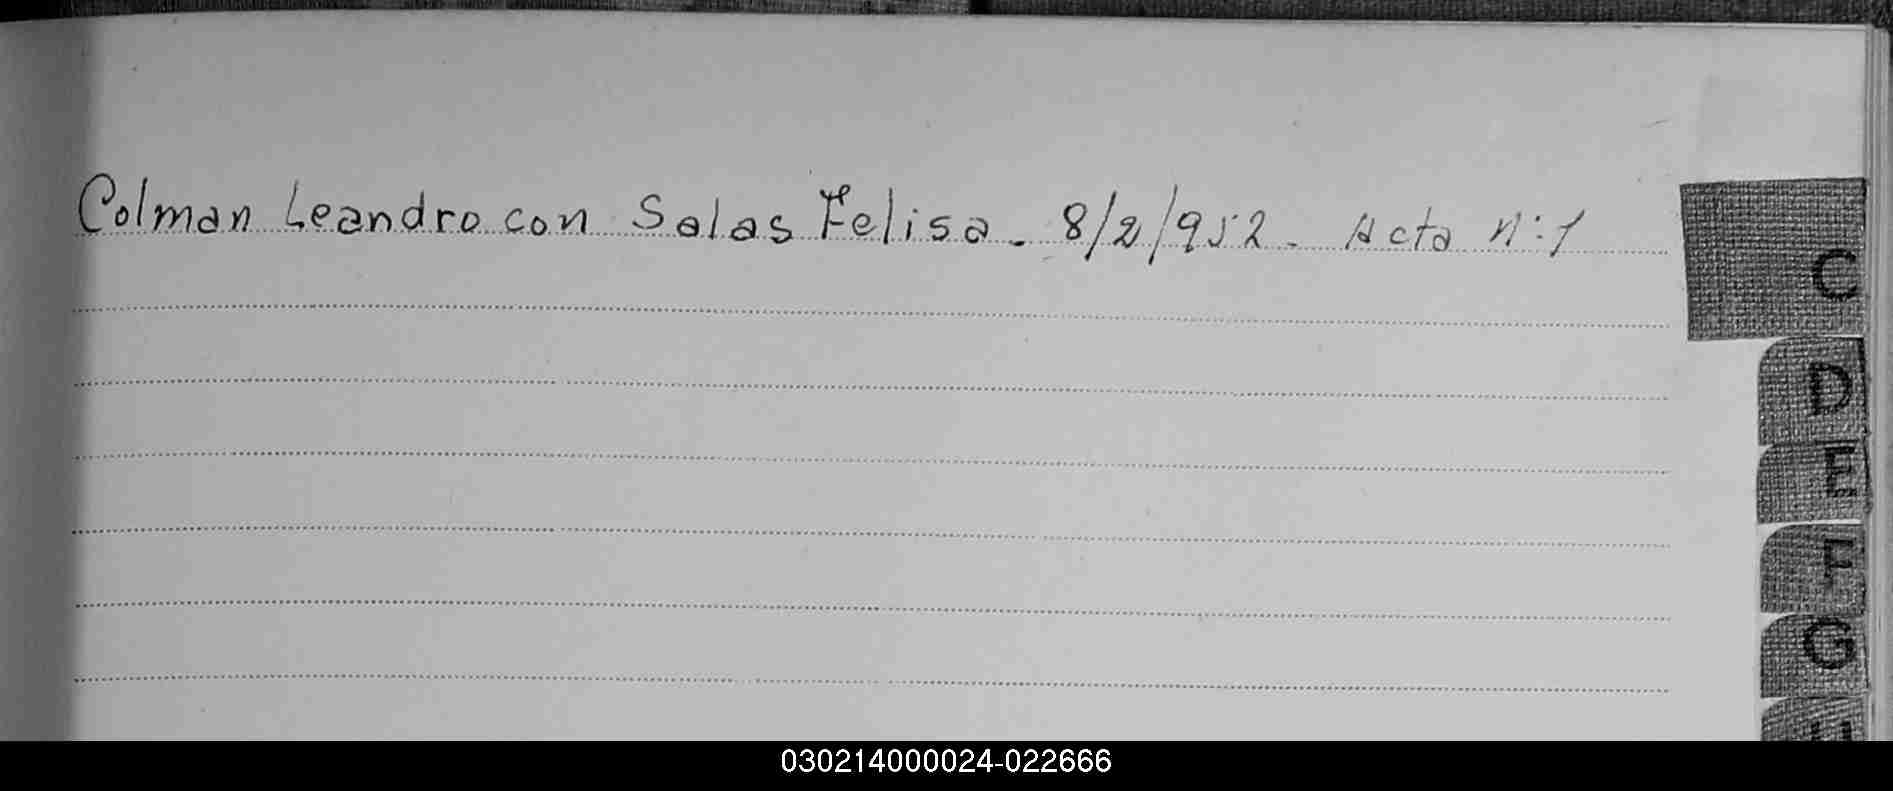 Colman Leandro con Salas Felisa. 8/2/952. Acta n:1
C
D
E
F
G
H
030214000024-022666